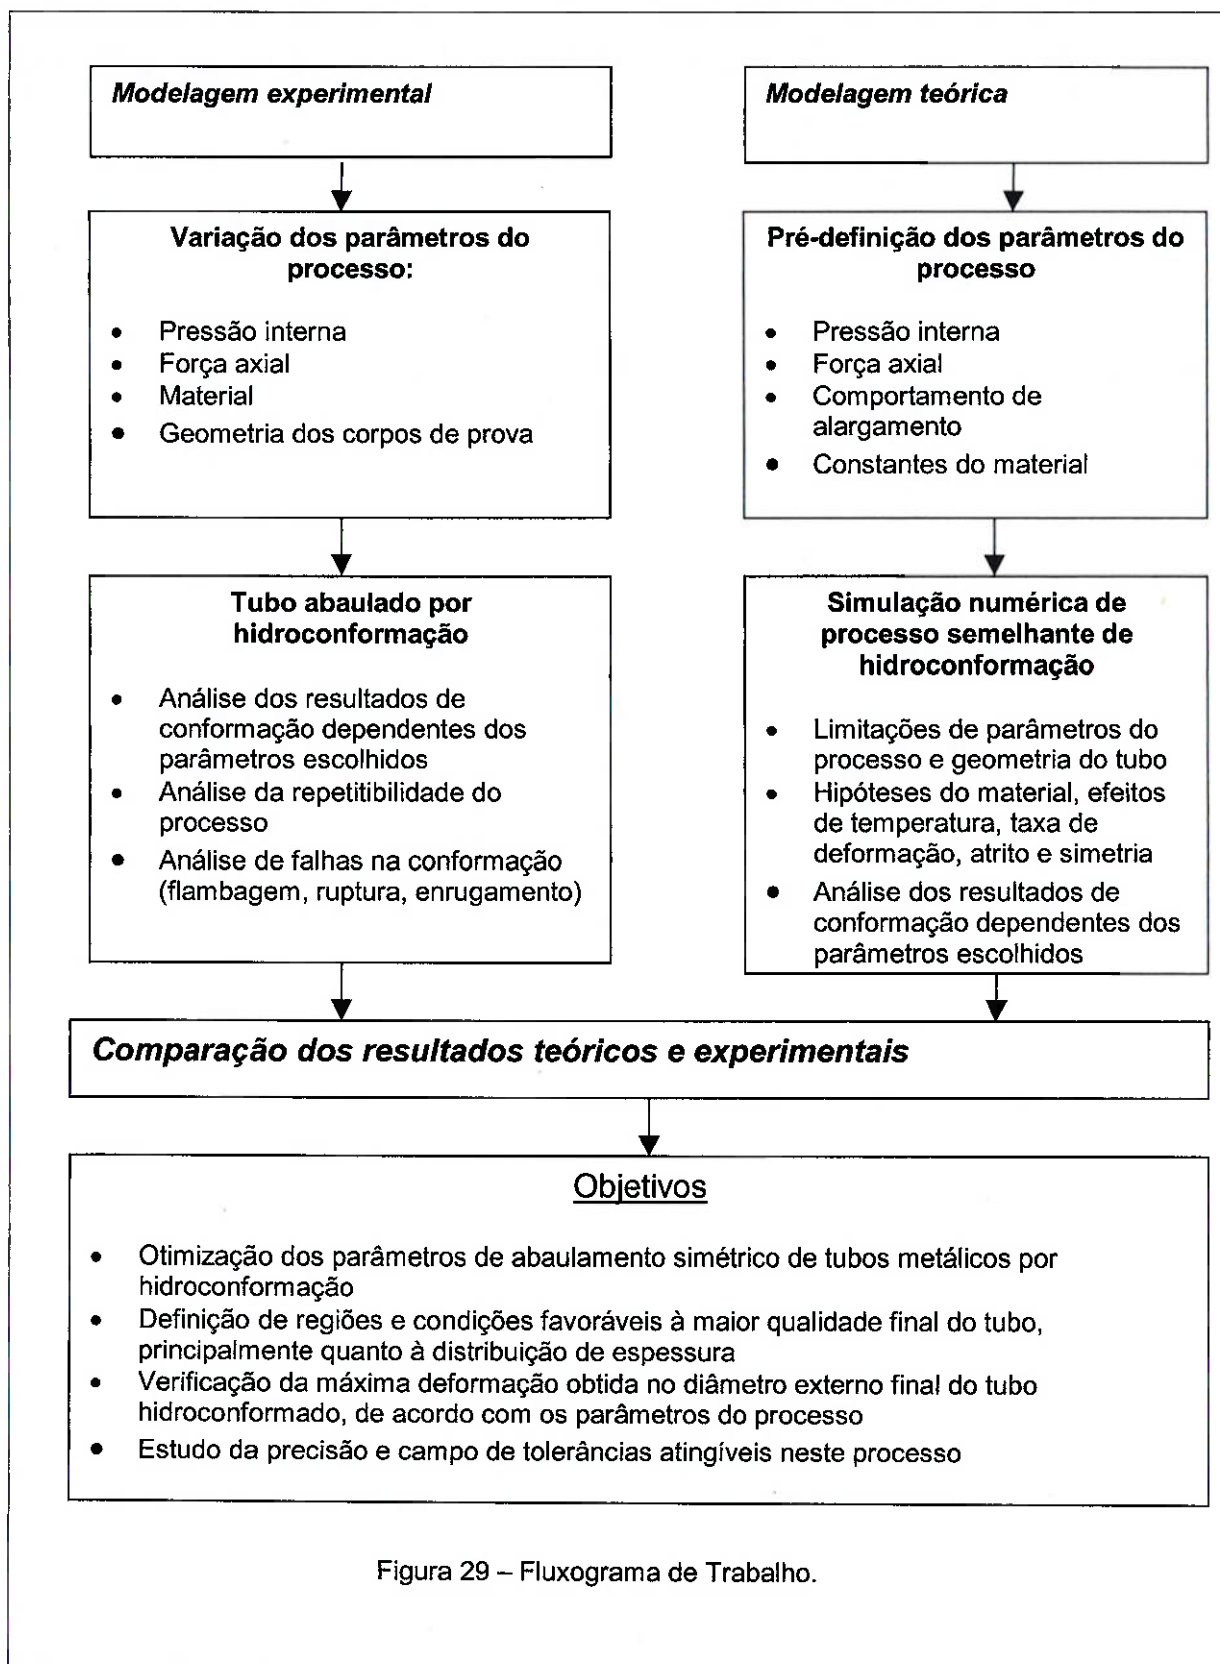 Modelagem experimental
Variação dos parâmetros do
processo:
• Pressão interna
• Força axial
• Material
• Geometria dos corpos de prova
Tubo abaulado por
hidroconformação
• Análise dos resultados de
conformação dependentes dos
parâmetros escolhidos
• Análise da repetitibilidade do
processo
• Análise de falhas na conformação
(flambagem, ruptura, enrugamento)
Modelagem teórica
Pré-definição dos parâmetros do
processo
• Pressão interna
• Força axial
• Comportamento de
alargamento
• Constantes do material
Simulação numérica de
processo semelhante de
hidroconformação
• Limitações de parâmetros do
processo e geometria do tubo
• Hipóteses do material, efeitos
de temperatura, taxa de
deformação, atrito e simetria
• Análise dos resultados de
conformação dependentes dos
parâmetros escolhidos
Comparação dos resultados teóricos e experimentais
Objetivos
• Otimização dos parâmetros de abaulamento simétrico de tubos metálicos por
hidroconformação
• Definição de regiões e condições favoráveis à maior qualidade final do tubo,
principalmente quanto à distribuição de espessura
• Verificação da máxima deformação obtida no diâmetro externo final do tubo
hidroconformado, de acordo com os parâmetros do processo
• Estudo da precisão e campo de tolerâncias atingíveis neste processo
Figura 29 – Fluxograma de Trabalho.